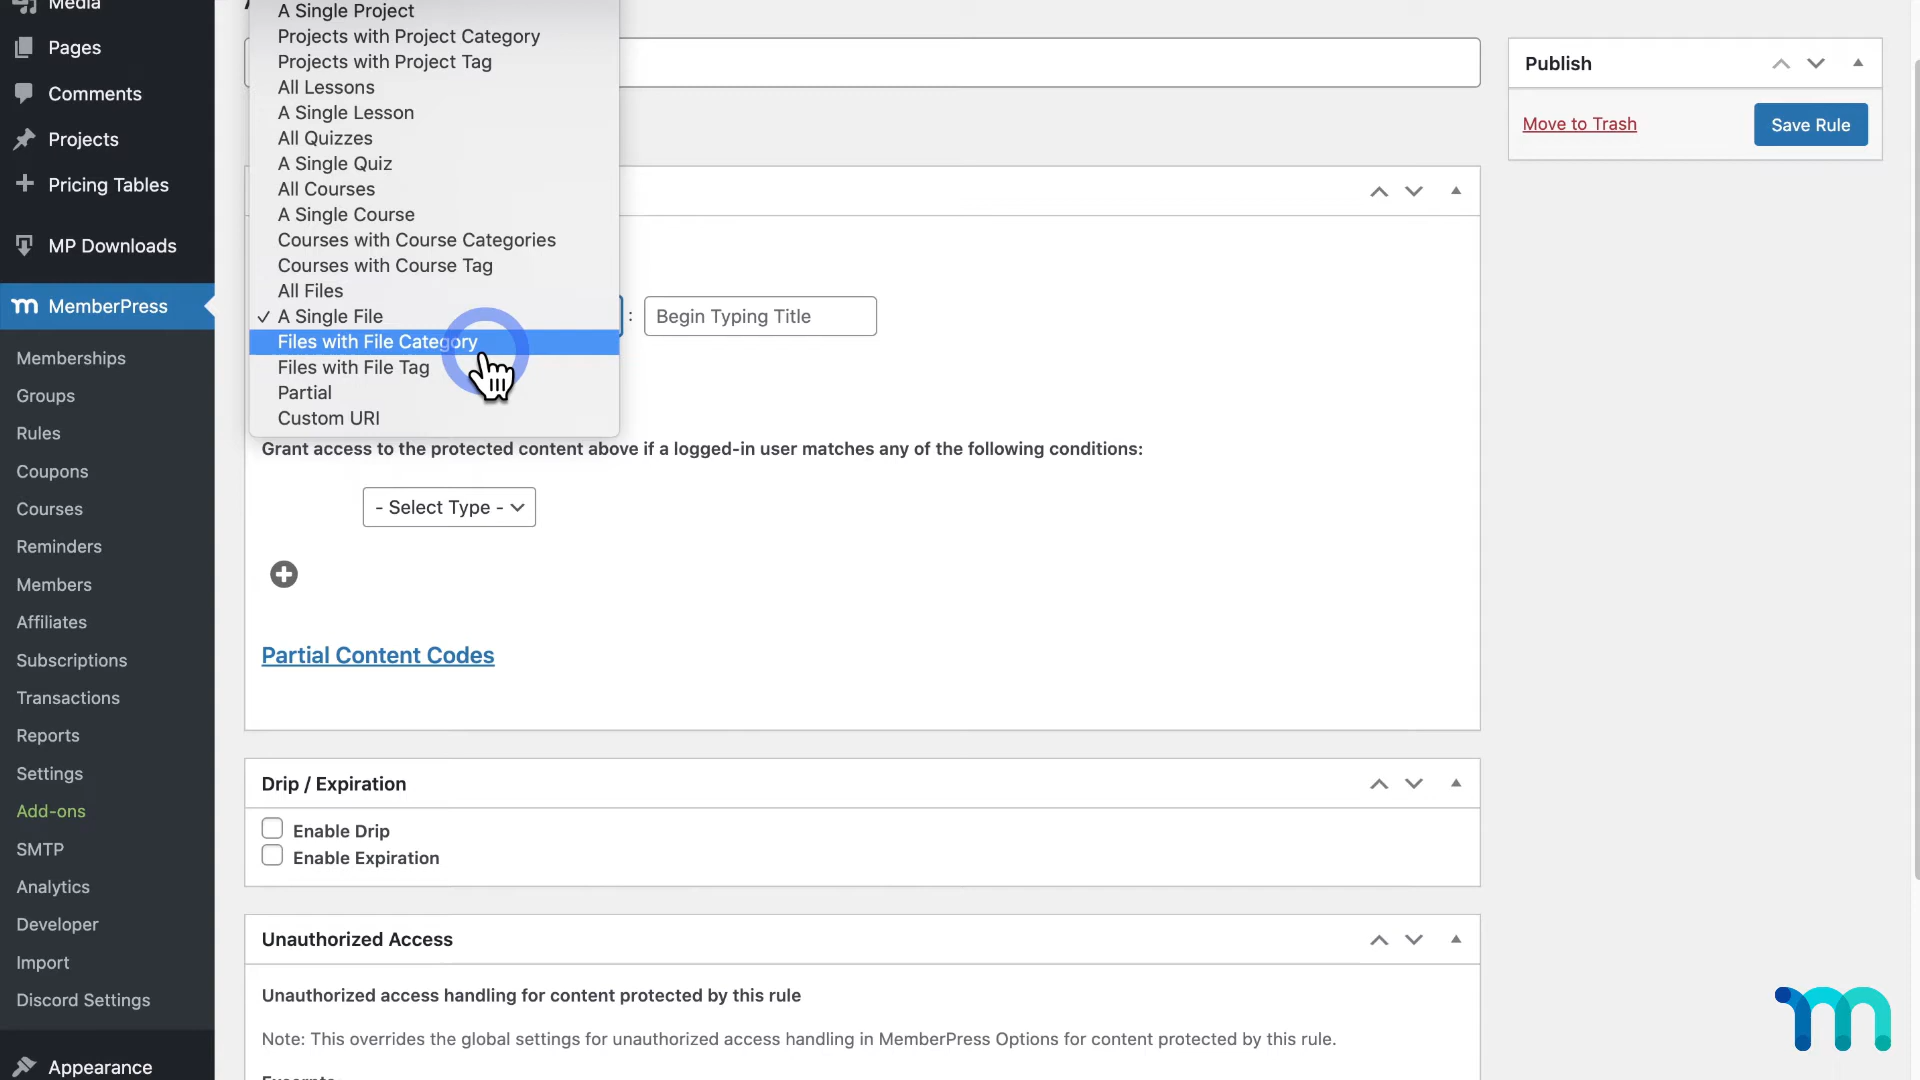 Media
Pages
Comments
Projects
Pricing Tables
MP Downloads
MemberPress
Memberships
Groups
Rules
Coupons
Courses
Reminders
Members
Affiliates
Subscriptions
Transactions
Reports
Settings
Add-ons
SMTP
Analytics
Developer
Import
Discord Settings
Appearance
A Single Project
Projects with Project Category
Projects with Project Tag
All Lessons
A Single Lesson
All Quizzes
A Single Quiz
All Courses
A Single Course
Courses with Course Categories
Courses with Course Tag
All Files
✓ A Single File
Files with File Category
Files with File Tag
Partial
Custom URI
: Begin Typing Title
Grant access to the protected content above if a logged-in user matches any of the following conditions:
- Select Type -
Partial Content Codes
Drip / Expiration
Enable Drip
Enable Expiration
Unauthorized Access
Unauthorized access handling for content protected by this rule
Note: This overrides the global settings for unauthorized access handling in MemberPress Options for content protected by this rule.
Publish
Move to Trash
Save Rule